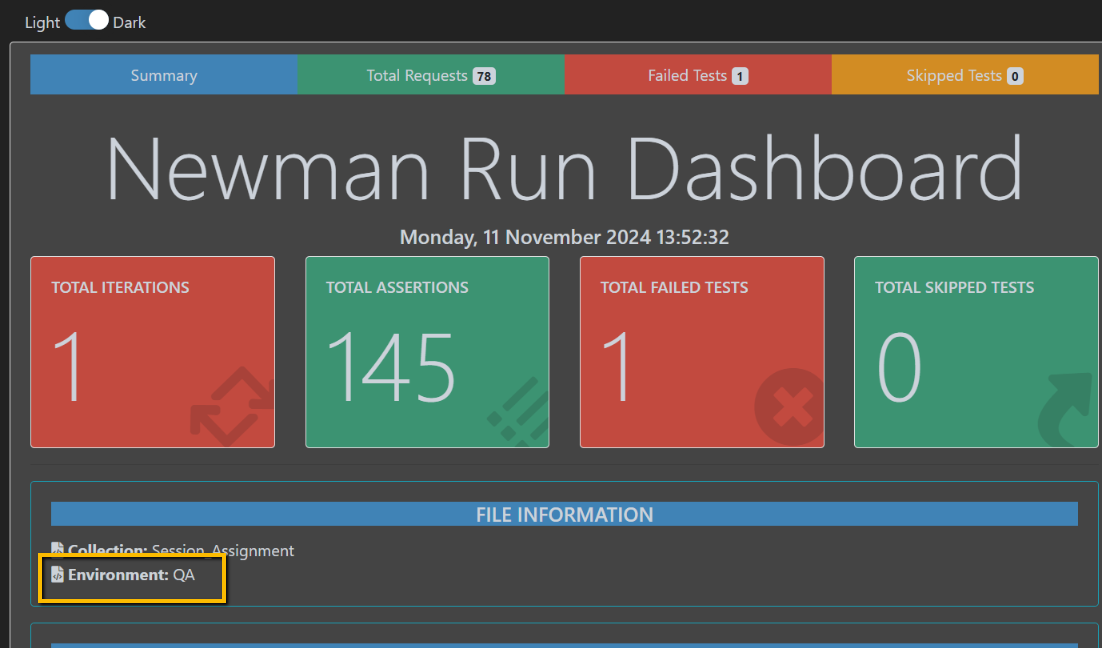 Light Dark
Summary Total Requests 78 Failed Tests 1 Skipped Tests 0
Newman Run Dashboard
Monday, 11 November 2024 13:52:32
TOTAL ITERATIONS TOTAL ASSERTIONS TOTAL FAILED TESTS TOTAL SKIPPED TESTS
1 145 1 0
FILE INFORMATION
Collection: Session_Assignment
Environment: QA